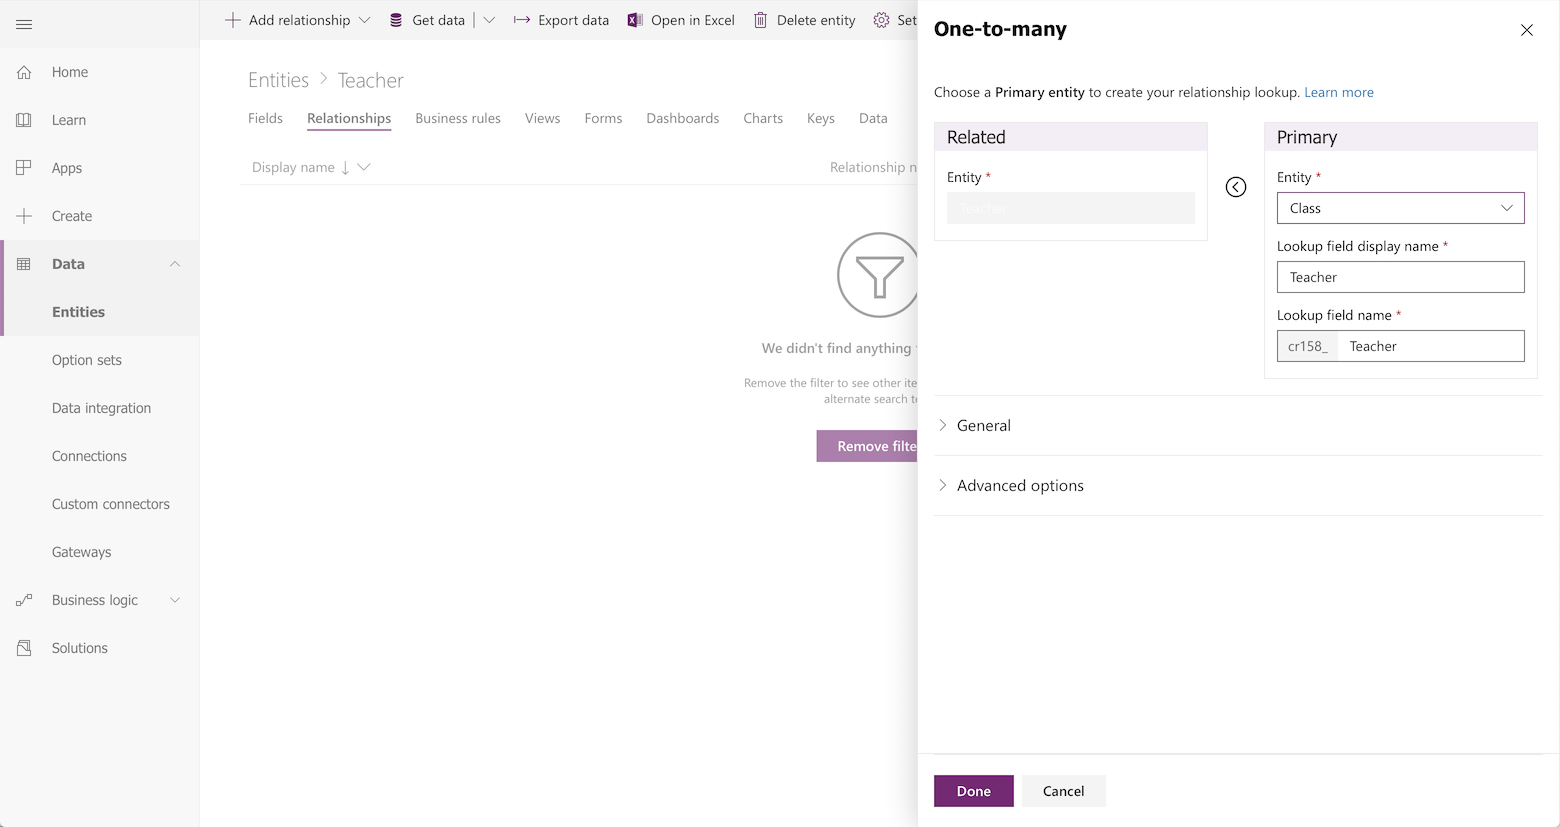 Add relationship
Get data
Export data
Open in Excel
Delete entity
Set
Home
Learn
Apps
Create
Data
Entities
Option sets
Data integration
Connections
Custom connectors
Gateways
Business logic
Solutions
Entities > Teacher
Fields Relationships Business rules Views Forms Dashboards Charts Keys Data
Display name Relationship n
We didn't find anything
Remove the filter to see other ite
alternate search te
Remove filte
One-to-many
Choose a Primary entity to create your relationship lookup. Learn more
Related
Entity *
Teacher
Primary
Entity *
Class
Lookup field display name *
Teacher
Lookup field name *
cr158_ Teacher
General
Advanced options
Done Cancel